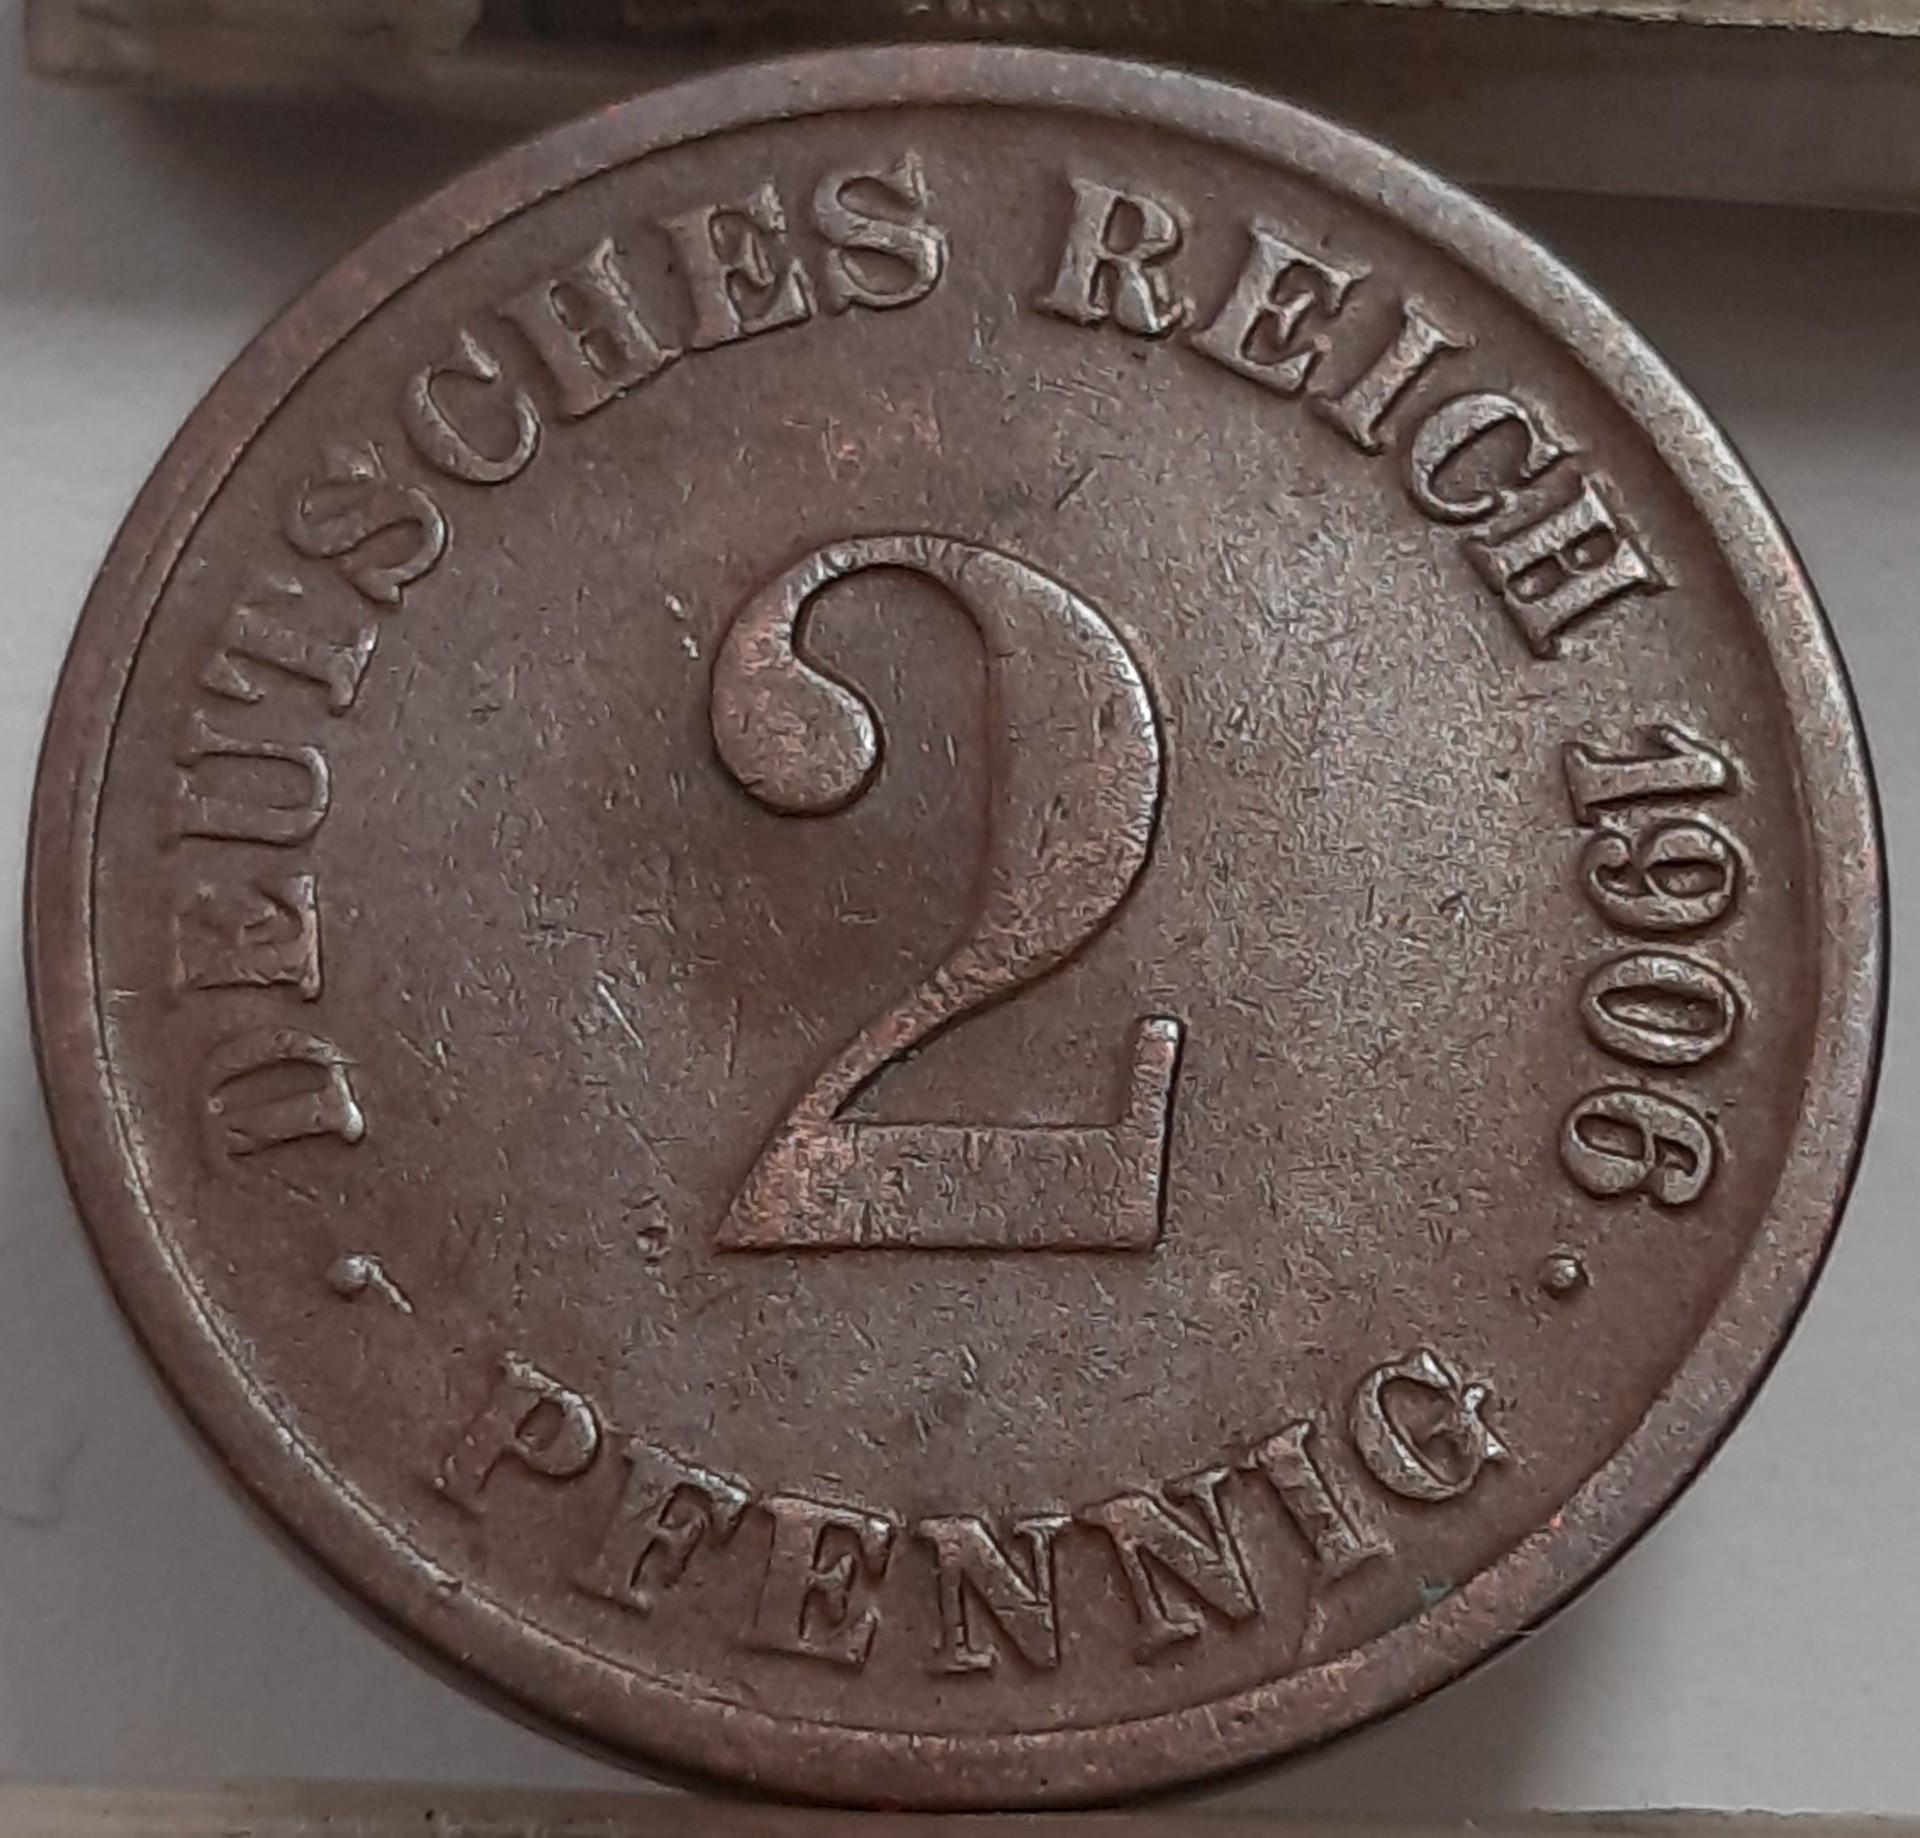 DEUTSCHES REICH 1906
2
· PFENNIG ·